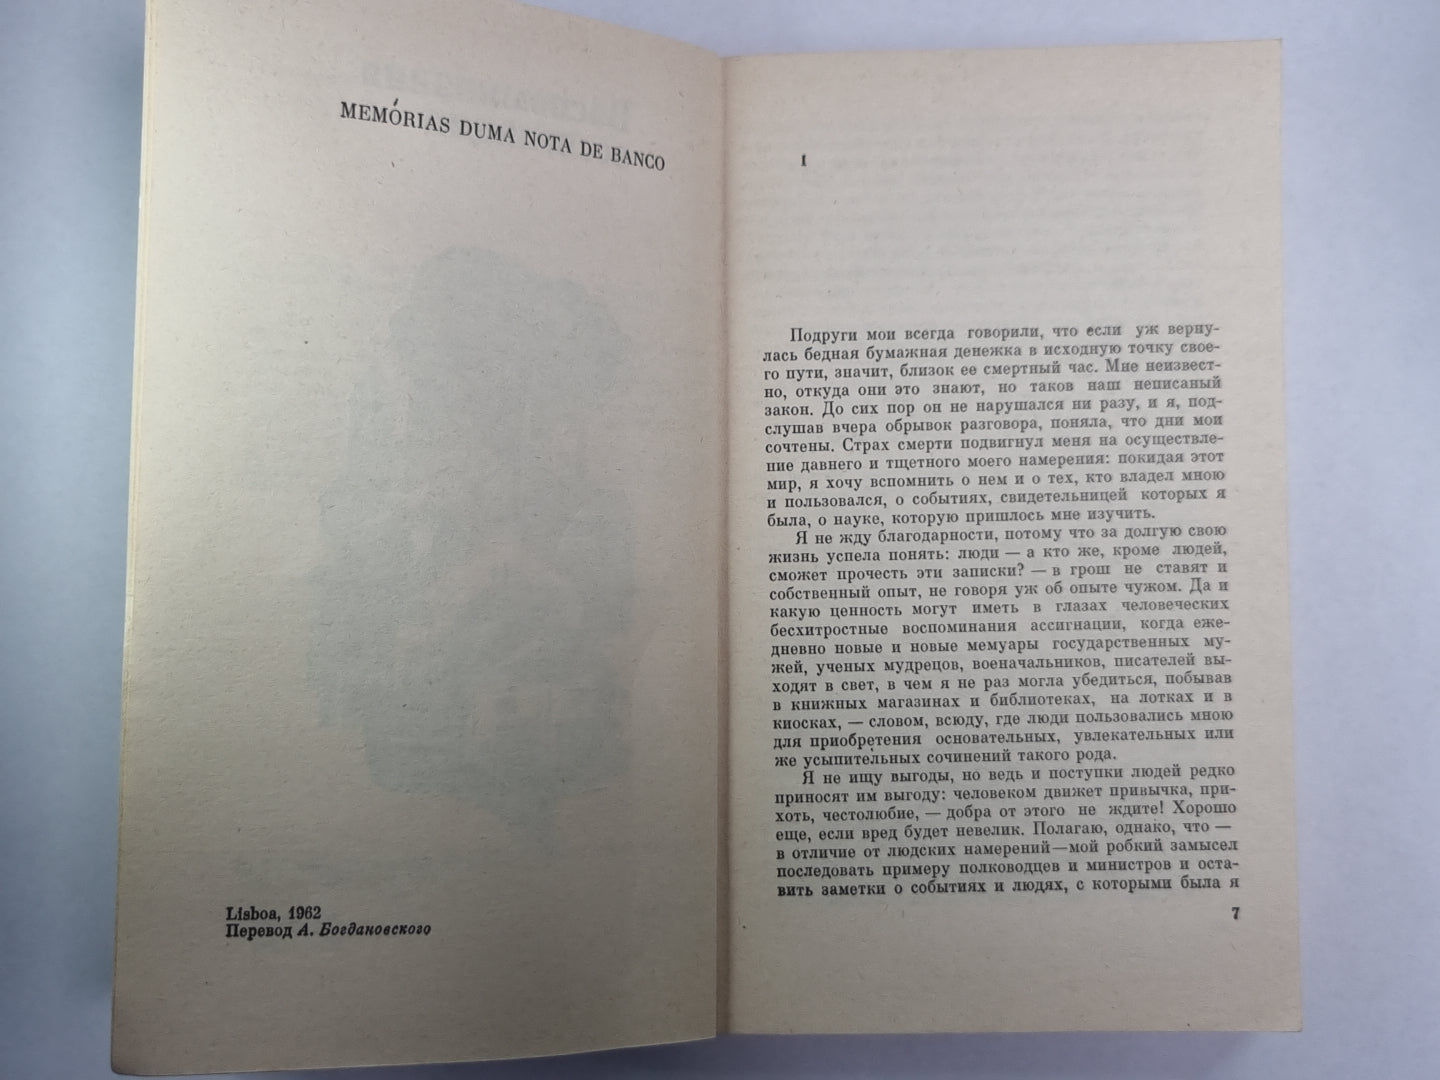 MEMÓRIAS DUMA NOTA DE BANCO
Lisboa, 1962
Перевод А. Богдановского
I
Подруги мои всегда говорили, что если уж верну-
лась бедная бумажная денежка в исходную точку свое-
го пути, значит, близок ее смертный час. Мне неизвест-
но, откуда они это знают, но таков наш неписаный
закон. До сих пор он не нарушался ни разу, и я, под-
слушав вчера обрывок разговора, поняла, что дни мои
сочтены. Страх смерти подвигнул меня на осуществле-
ние давнего и тщетного моего намерения: покидая этот
мир, я хочу вспомнить о нем и о тех, кто владел мною
и пользовался, о событиях, свидетельницей которых я
была, о науке, которую пришлось мне изучить.
Я не жду благодарности, потому что за долгую свою
жизнь успела понять: люди — а кто же, кроме людей,
сможет прочесть эти записки? — в грош не ставят и
собственный опыт, не говоря уж об опыте чужом. Да и
какую ценность могут иметь в глазах человеческих
бесхитростные воспоминания ассигнации, когда еже-
дневно новые и новые мемуары государственных му-
жей, ученых мудрецов, военачальников, писателей вы-
ходят в свет, в чем я не раз могла убедиться, побывав
в книжных магазинах и библиотеках, на лотках и в
киосках, — словом, всюду, где люди пользовались мною
для приобретения основательных, увлекательных или
же усыпительных сочинений такого рода.
Я не ищу выгоды, но ведь и поступки людей редко
приносят им выгоду: человеком движет привычка, при-
хоть, честолюбие, — добра от этого не ждите! Хорошо
еще, если вред будет невелик. Полагаю, однако, что —
в отличие от людских намерений — мой робкий замысел
последовать примеру полководцев и министров и оста-
вить заметки о событиях и людях, с которыми была я
7